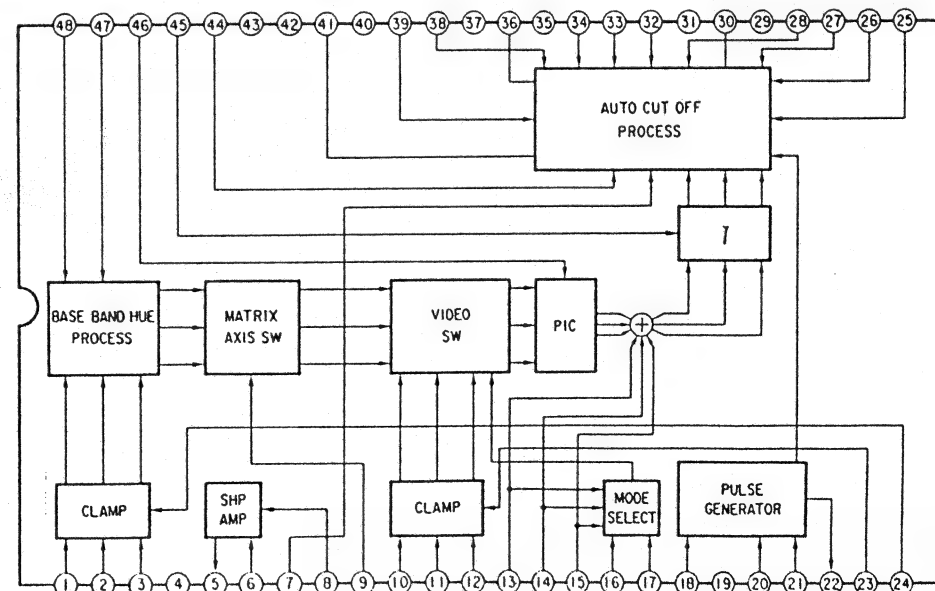 48 47 46 45 44 43 42 41 40 39 38 37 36 35 34 33 32 31 30 29 28 27 26 25
AUTO CUT OFF
PROCESS
γ
BASE BAND HUE
PROCESS
MATRIX
AXIS SW
VIDEO
SW
PIC
+
CLAMP
SHP
AMP
CLAMP
MODE
SELECT
PULSE
GENERATOR
1 2 3 4 5 6 7 8 9 10 11 12 13 14 15 16 17 18 19 20 21 22 23 24